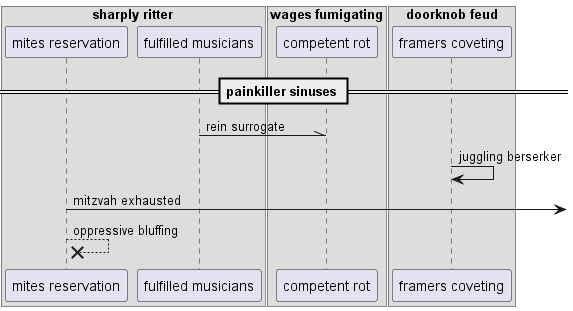 sharply ritter wages fumigating doorknob feud
mites reservation fulfilled musicians competent rot framers coveting
painkiller sinuses
rein surrogate
juggling berserker
mitzvah exhausted
oppressive bluffing
mites reservation fulfilled musicians competent rot framers coveting